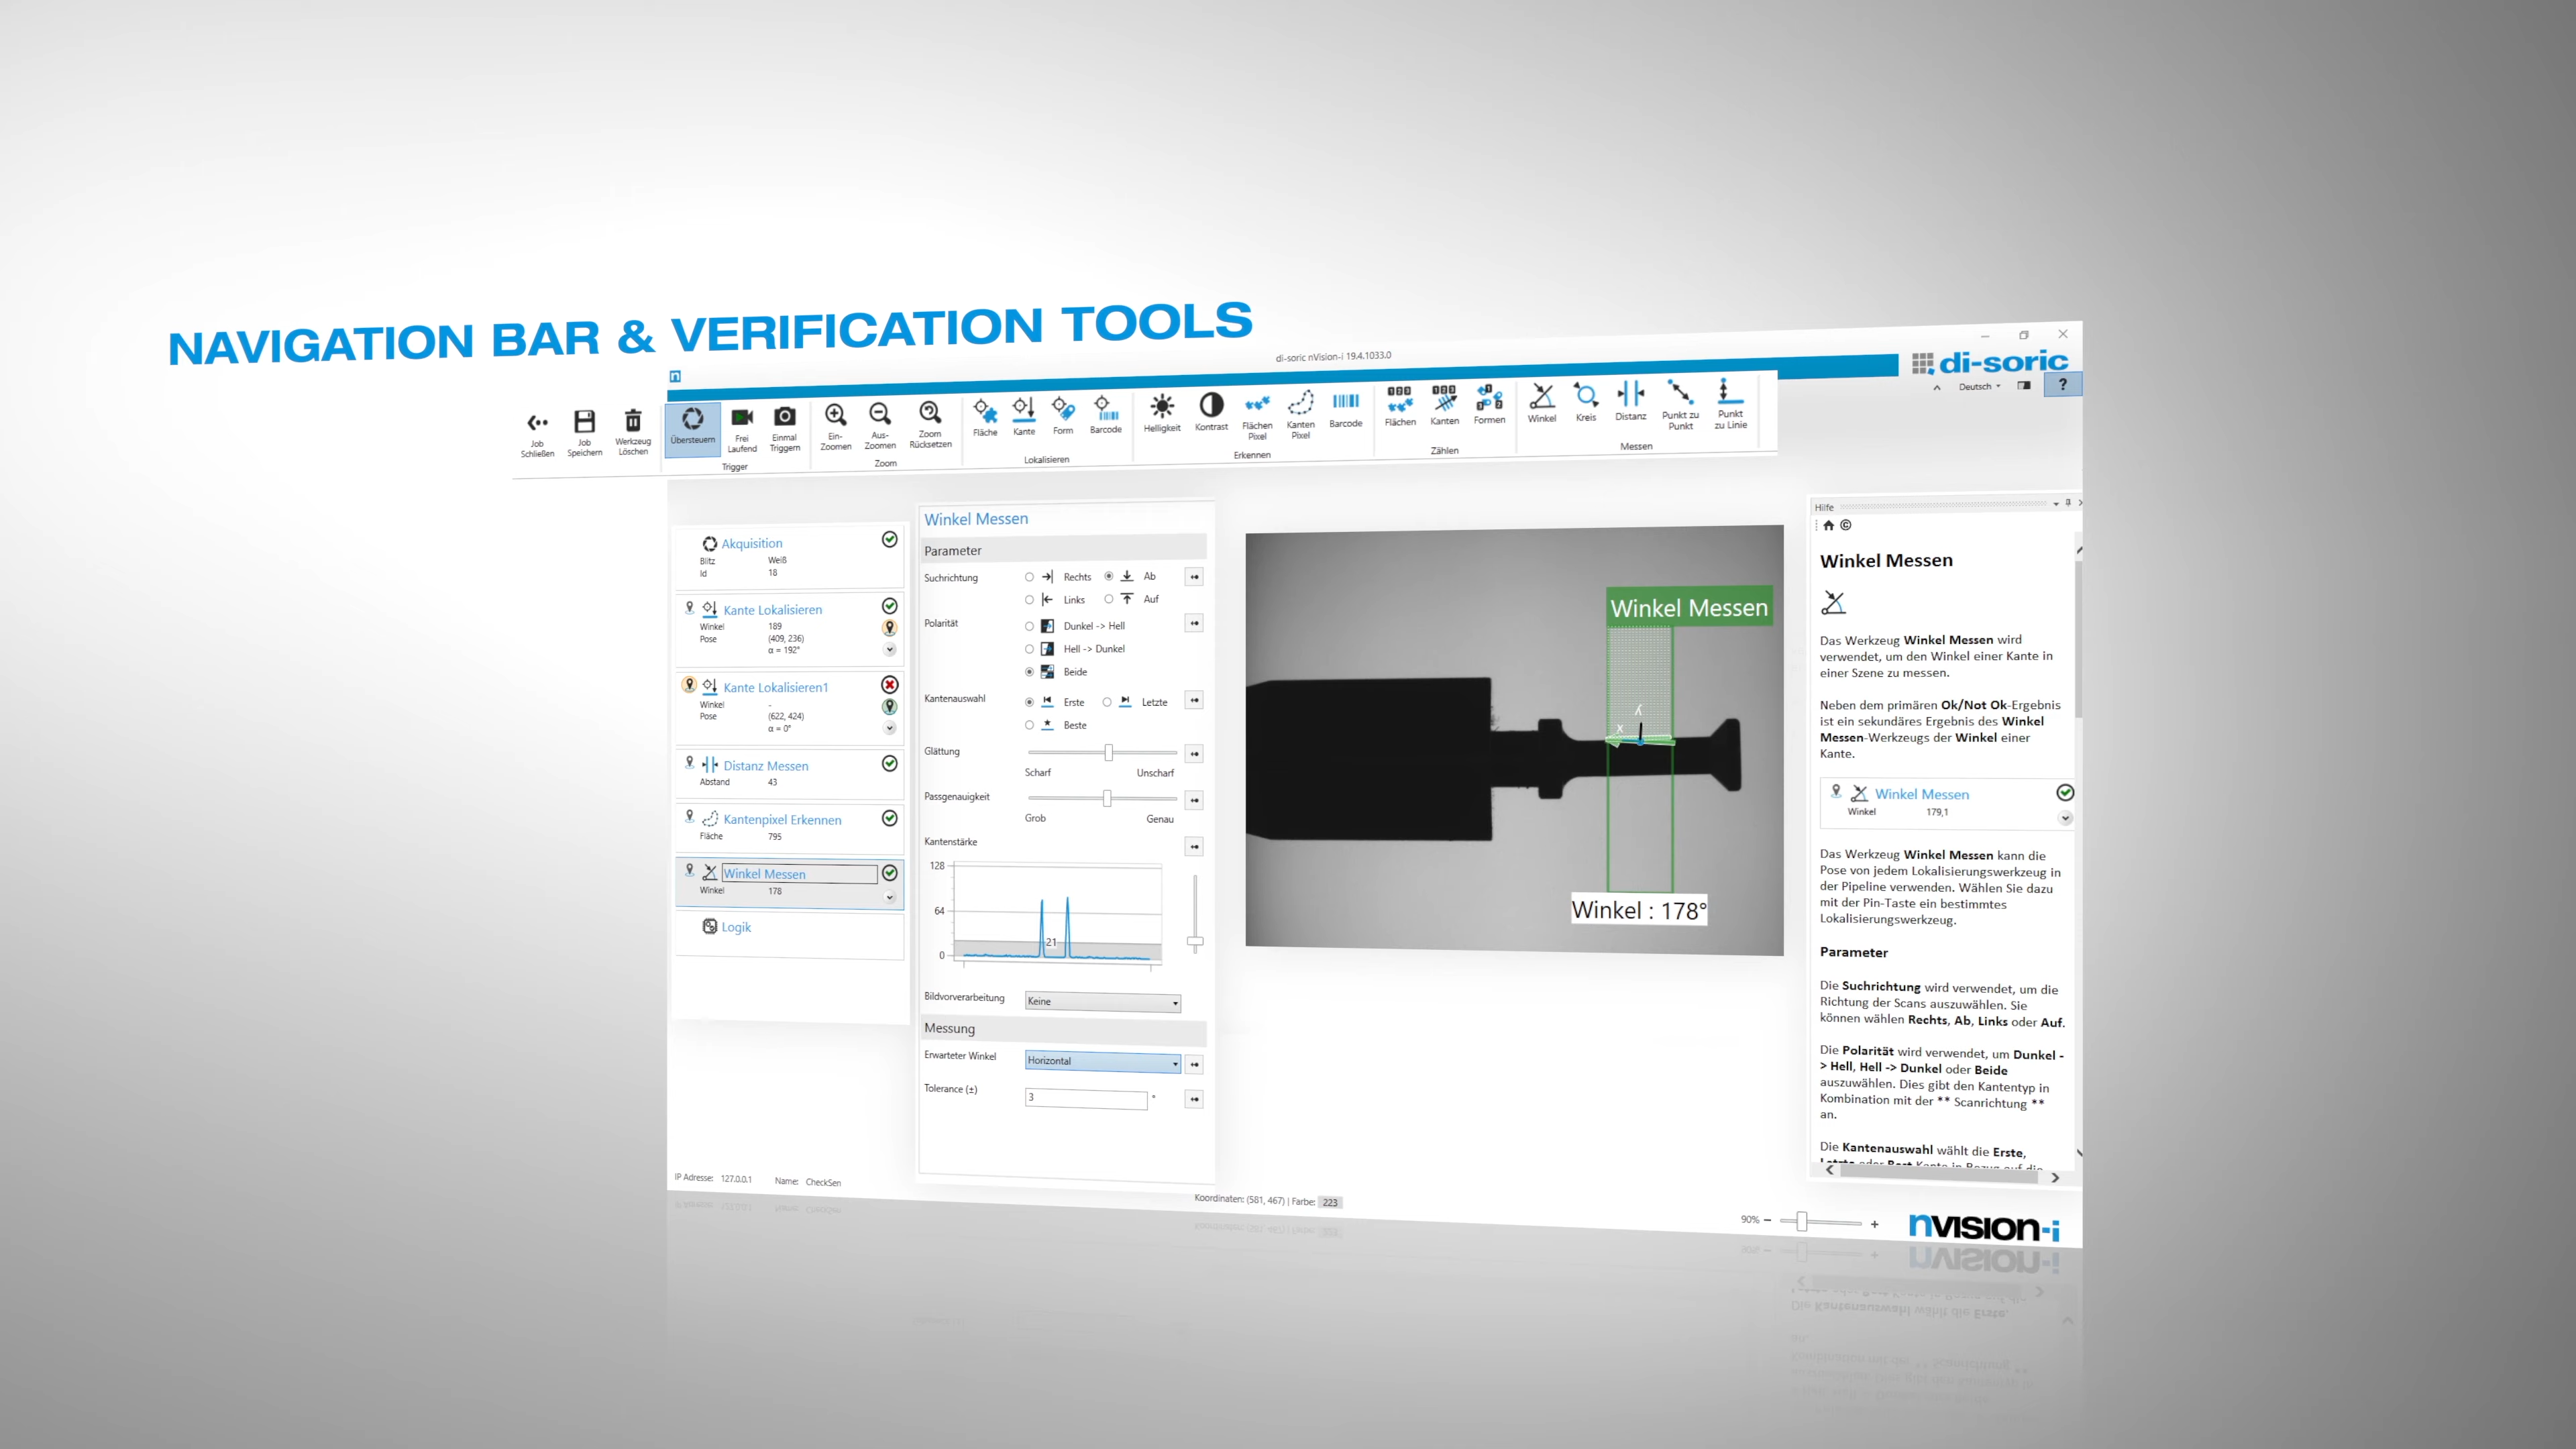 NAVIGATION BAR & VERIFICATION TOOLS
di-soric nVision-i 19.4.1033.0
di-soric
Deutsch
?
Job Schließen
Job Speichern
Werkzeug Löschen
Übersteuern
Frei Laufend
Einmal Triggern
Trigger
Ein-Zoomen
Aus-Zoomen
Zoom Rücksetzen
Zoom
Fläche
Kante
Form
Barcode
Lokalisieren
Helligkeit
Kontrast
Flächen Pixel
Kanten Pixel
Barcode
Erkennen
Flächen
Kanten
Formen
Zählen
Winkel
Kreis
Distanz
Punkt zu Punkt
Punkt zu Linie
Messen
Akquisition
Blitz Weiß
Id 18
Kante Lokalisieren
Winkel 189
Pose (409, 236)
α = 192°
Kante Lokalisieren1
Winkel -
Pose (622, 424)
α = 0°
Distanz Messen
Abstand 43
Kantenpixel Erkennen
Fläche 795
Winkel Messen
Winkel 178
Logik
Winkel Messen
Parameter
Suchrichtung Rechts Ab
Links Auf
Polarität Dunkel -> Hell
Hell -> Dunkel
Beide
Kantenauswahl Erste Letzte
Beste
Glättung
Scharf Unscharf
Passgenauigkeit
Grob Genau
Kantenstärke
128
64
21
0
Bildvorverarbeitung Keine
Messung
Erwarteter Winkel Horizontal
Tolerance (±) 3 °
Winkel Messen
Y
X
Winkel : 178°
Hilfe
Winkel Messen
Das Werkzeug Winkel Messen wird
verwendet, um den Winkel einer Kante in
einer Szene zu messen.
Neben dem primären Ok/Not Ok-Ergebnis
ist ein sekundäres Ergebnis des Winkel
Messen-Werkzeugs der Winkel einer
Kante.
Winkel Messen
Winkel 179,1
Das Werkzeug Winkel Messen kann die
Pose von jedem Lokalisierungswerkzeug in
der Pipeline verwenden. Wählen Sie dazu
mit der Pin-Taste ein bestimmtes
Lokalisierungswerkzeug.
Parameter
Die Suchrichtung wird verwendet, um die
Richtung der Scans auszuwählen. Sie
können wählen Rechts, Ab, Links oder Auf.
Die Polarität wird verwendet, um Dunkel -
> Hell, Hell -> Dunkel oder Beide
auszuwählen. Dies gibt den Kantentyp in
Kombination mit der ** Scanrichtung **
an.
Die Kantenauswahl wählt die Erste,
IP Adresse: 127.0.0.1 Name: CheckSen
Koordinaten: (581, 467) | Farbe: 223
90% − +
nVISION-i